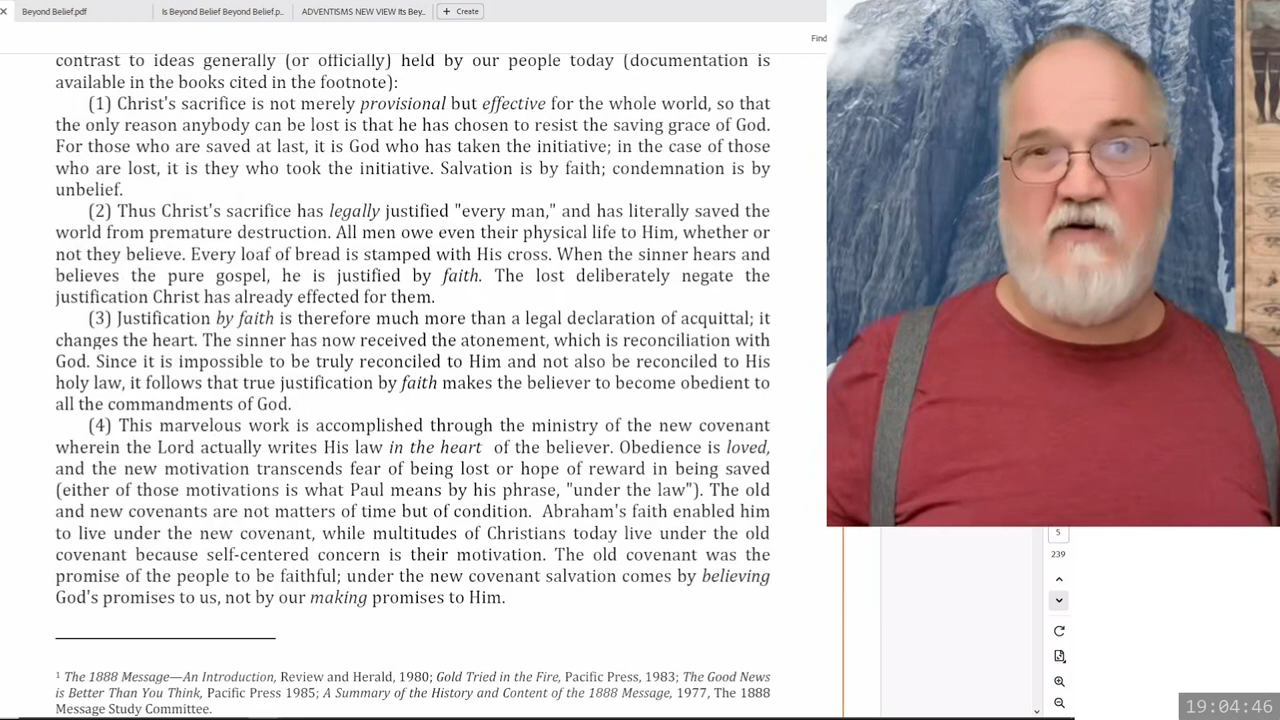 Beyond Belief.pdf
Is Beyond Belief Beyond Belief.p..
ADVENTISMS NEW VIEW Its Bey..
+ Create
Find
contrast to ideas generally (or officially) held by our people today (documentation is
available in the books cited in the footnote):
(1) Christ's sacrifice is not merely provisional but effective for the whole world, so that
the only reason anybody can be lost is that he has chosen to resist the saving grace of God.
For those who are saved at last, it is God who has taken the initiative; in the case of those
who are lost, it is they who took the initiative. Salvation is by faith; condemnation is by
unbelief.
(2) Thus Christ's sacrifice has legally justified "every man," and has literally saved the
world from premature destruction. All men owe even their physical life to Him, whether or
not they believe. Every loaf of bread is stamped with His cross. When the sinner hears and
believes the pure gospel, he is justified by faith. The lost deliberately negate the
justification Christ has already effected for them.
(3) Justification by faith is therefore much more than a legal declaration of acquittal; it
changes the heart. The sinner has now received the atonement, which is reconciliation with
God. Since it is impossible to be truly reconciled to Him and not also be reconciled to His
holy law, it follows that true justification by faith makes the believer to become obedient to
all the commandments of God.
(4) This marvelous work is accomplished through the ministry of the new covenant
wherein the Lord actually writes His law in the heart of the believer. Obedience is loved,
and the new motivation transcends fear of being lost or hope of reward in being saved
(either of those motivations is what Paul means by his phrase, "under the law"). The old
and new covenants are not matters of time but of condition. Abraham's faith enabled him
to live under the new covenant, while multitudes of Christians today live under the old
covenant because self-centered concern is their motivation. The old covenant was the
promise of the people to be faithful; under the new covenant salvation comes by believing
God's promises to us, not by our making promises to Him.
1 The 1888 Message—An Introduction, Review and Herald, 1980; Gold Tried in the Fire, Pacific Press, 1983; The Good News
is Better Than You Think, Pacific Press 1985; A Summary of the History and Content of the 1888 Message, 1977, The 1888
Message Study Committee.
5
239
19:04:46